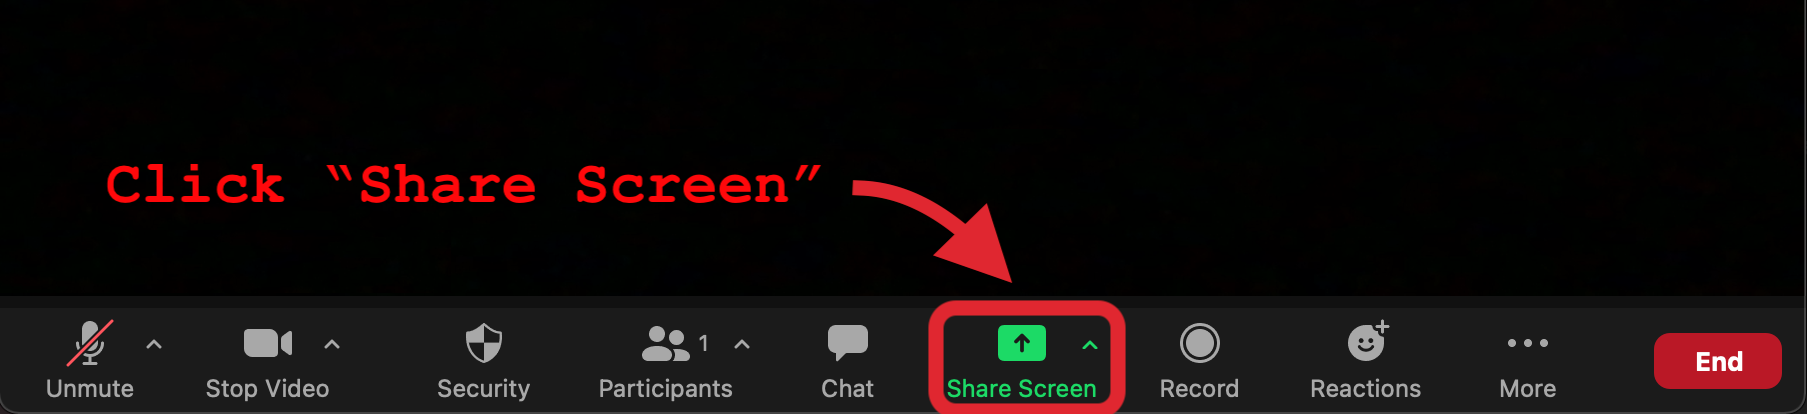 Click “Share Screen”
1
Unmute Stop Video Security Participants Chat Share Screen Record Reactions More End